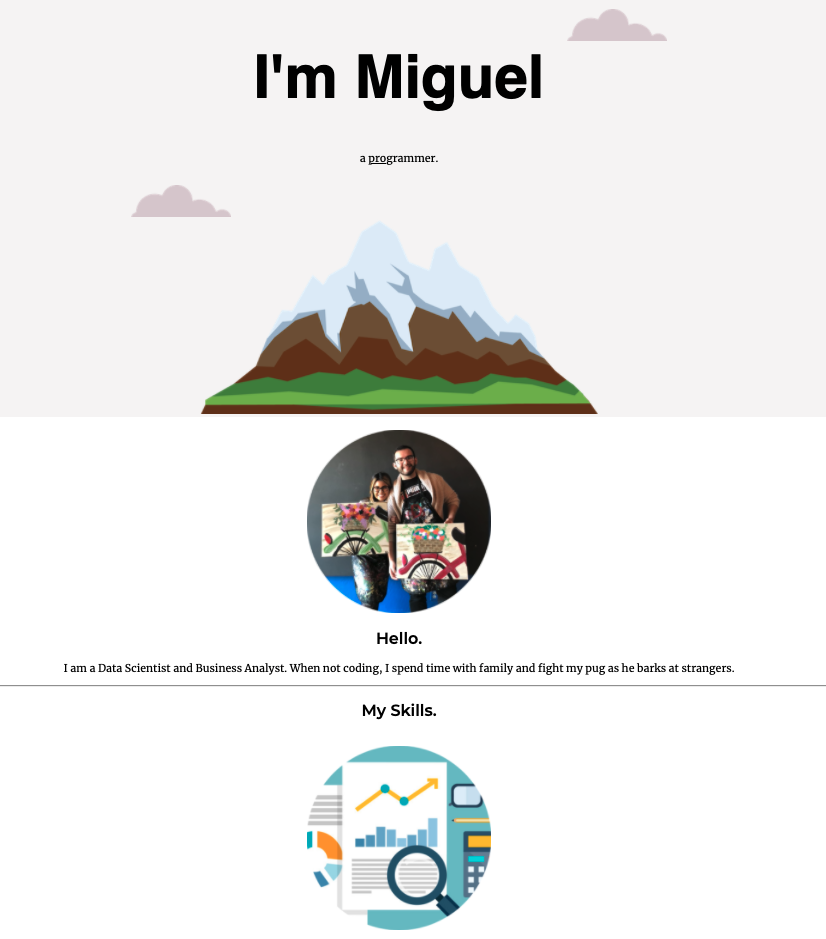 I'm Miguel
a programmer.
Hello.
I am a Data Scientist and Business Analyst. When not coding, I spend time with family and fight my pug as he barks at strangers.
My Skills.